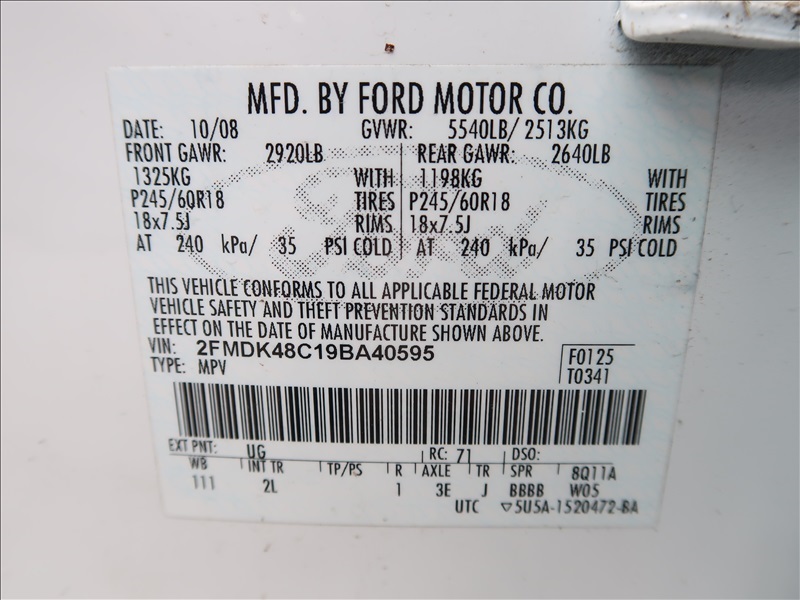 MFD. BY FORD MOTOR CO.
DATE: 10/08 GVWR: 5540LB/ 2513KG
FRONT GAWR: 2920LB REAR GAWR: 2640LB
1325KG WITH 1198KG WITH
P245/60R18 TIRES P245/60R18 TIRES
18x7.5J RIMS 18x7.5J RIMS
AT 240 kPa/ 35 PSI COLD AT 240 kPa/ 35 PSI COLD
THIS VEHICLE CONFORMS TO ALL APPLICABLE FEDERAL MOTOR
VEHICLE SAFETY AND THEFT PREVENTION STANDARDS IN
EFFECT ON THE DATE OF MANUFACTURE SHOWN ABOVE.
VIN: 2FMDK48C19BA40595 F0125
TYPE: MPV T0341
EXT PNT: UG RC: 71 DSO:
WB INT TR TP/PS R AXLE TR SPR 8Q11A
111 2L 1 3E J BBBB W05
UTC ▽5U5A-1520472-BA